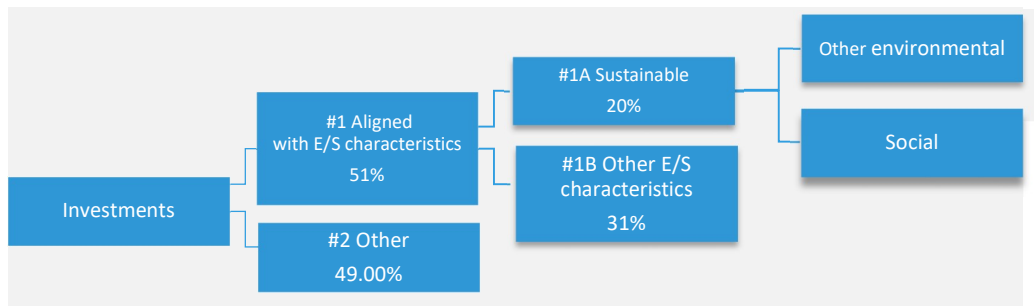 Investments
#1 Aligned
with E/S characteristics
51%
#2 Other
49.00%
#1A Sustainable
20%
#1B Other E/S
characteristics
31%
Other environmental
Social